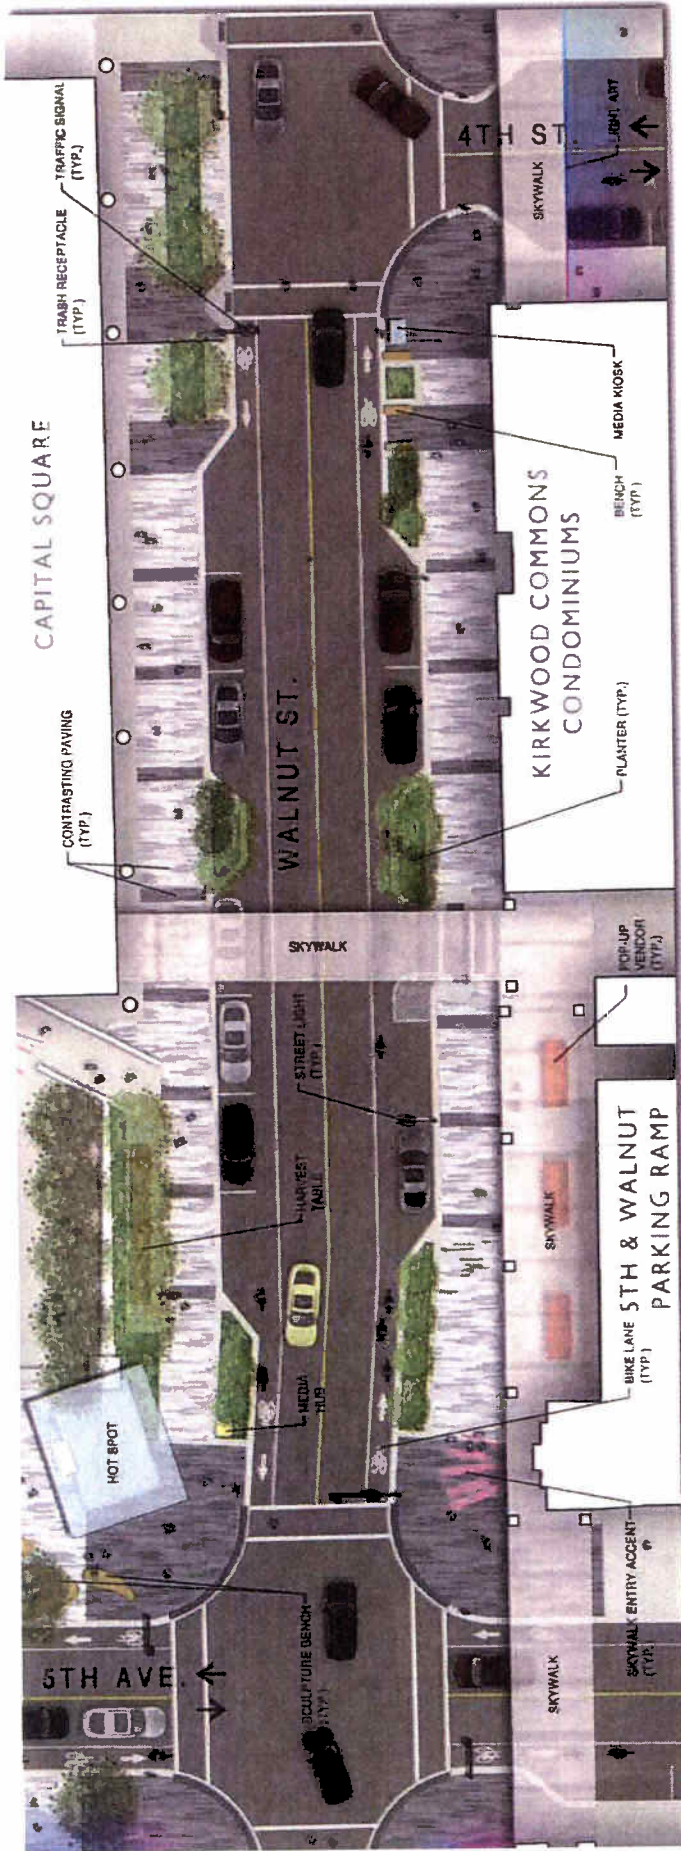 CAPITAL SQUARE
TRASH RECEPTACLE
(TYP.)
TRAFFIC SIGNAL
(TYP.)
4TH ST.
SKYWALK
LIGHT ART
CONTRASTING PAVING
(TYP.)
WALNUT ST.
KIRKWOOD COMMONS
CONDOMINIUMS
BENCH
(TYP.)
MEDIA KIOSK
PLANTER (TYP.)
SKYWALK
POP-UP
VENDOR
(TYP.)
STREET LIGHT
(TYP.)
HARVEST
TABLE
MEDIA
HUB
HOT SPOT
SKYWALK
5TH & WALNUT
PARKING RAMP
BIKE LANE
(TYP.)
5TH AVE.
SCULPTURE BENCH
(TYP.)
SKYWALK
SKYWALK ENTRY ACCENT
(TYP.)